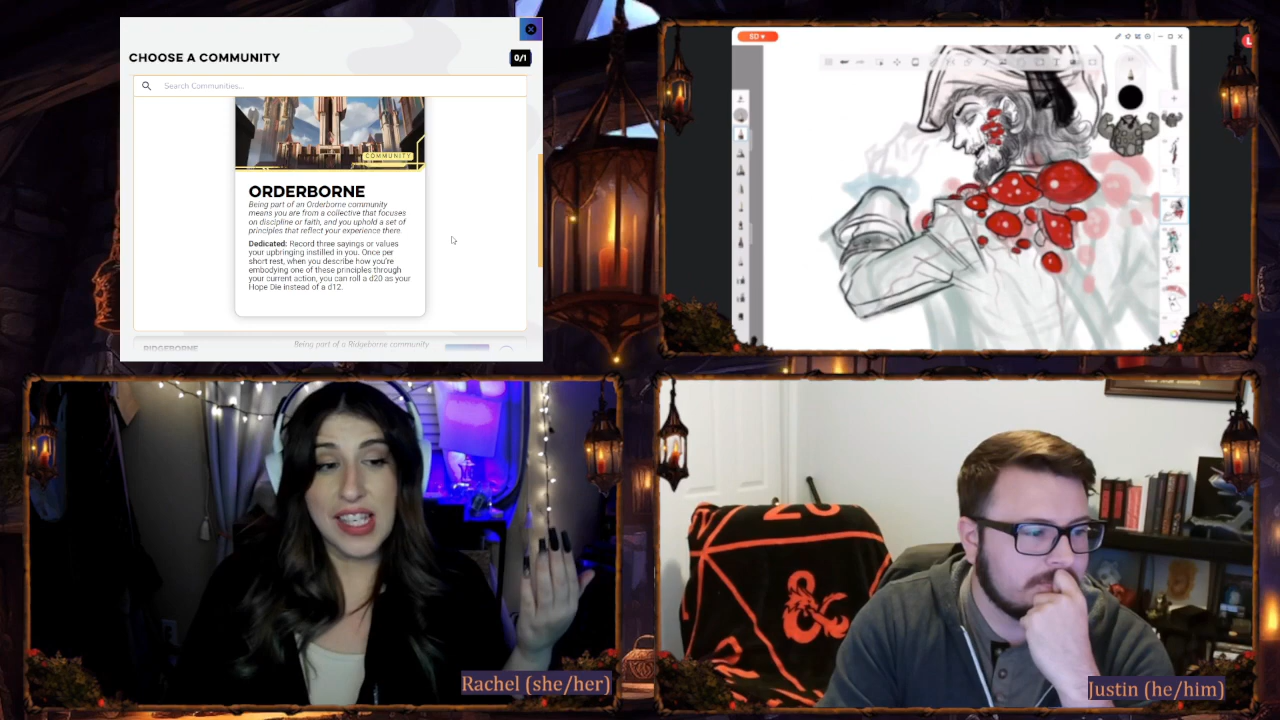 CHOOSE A COMMUNITY
0/1
Search Communities...
COMMUNITY
ORDERBORNE
Being part of an Orderborne community
means you are from a collective that focuses
on discipline or faith, and you uphold a set of
principles that reflect your experience there.
Dedicated: Record three sayings or values
your upbringing instilled in you. Once per
short rest, when you describe how you're
embodying one of these principles through
your current action, you can roll a d20 as your
Hope Die instead of a d12.
RIDGEBORNE
Being part of a Ridgeborne community
SD
L
20
Rachel (she/her)
Justin (he/him)